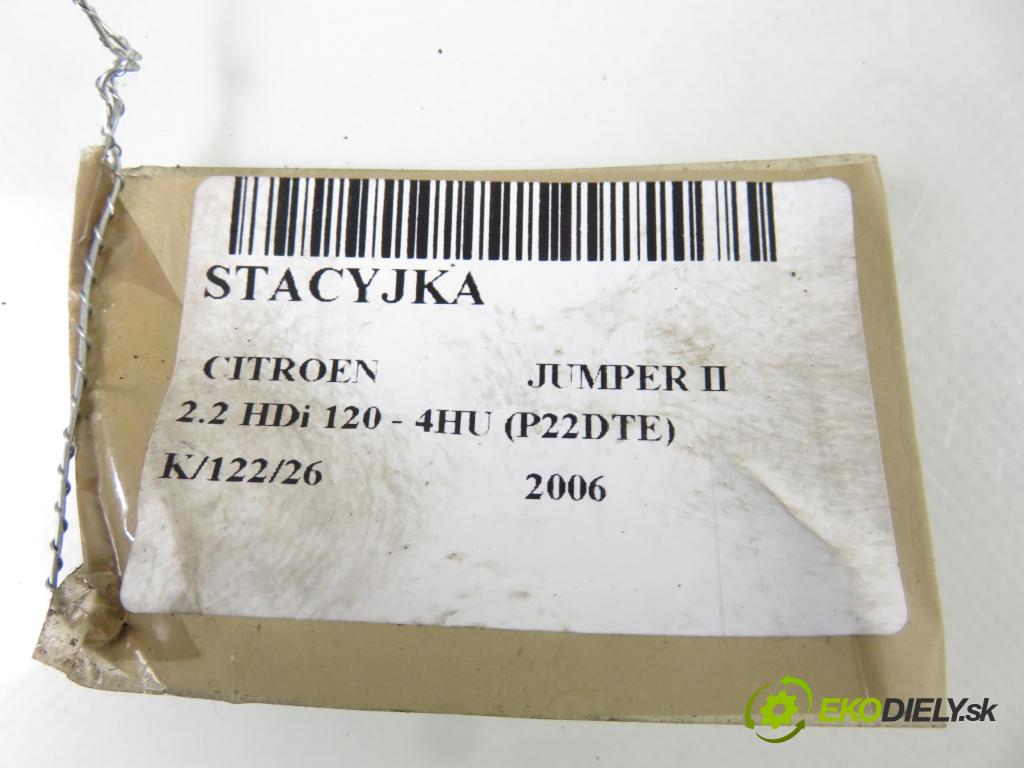 STACYJKA
CITROEN JUMPER II
2.2 HDi 120 - 4HU (P22DTE)
K/122/26 2006
EKODIELY.sk